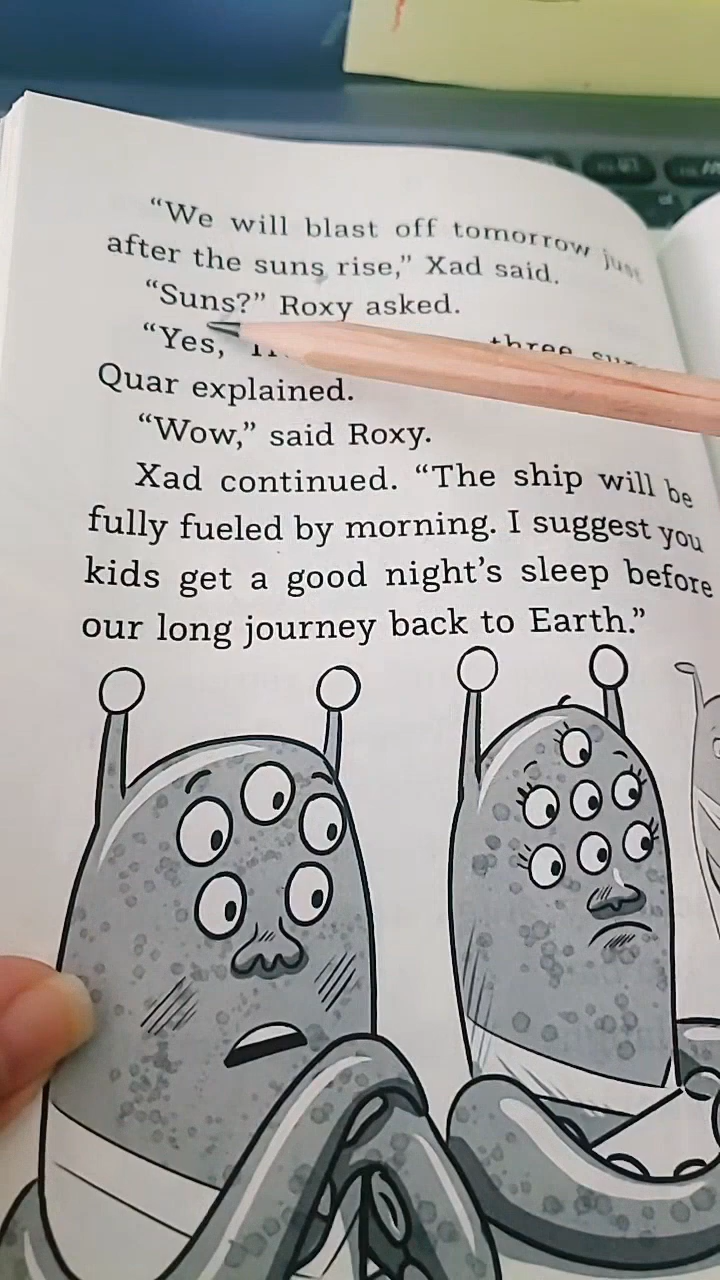 “We will blast off tomorrow just
after the suns rise,” Xad said.
“Suns?” Roxy asked.
“Yes, three
Quar explained.
“Wow,” said Roxy.
Xad continued. “The ship will be
fully fueled by morning. I suggest you
kids get a good night’s sleep before
our long journey back to Earth.”